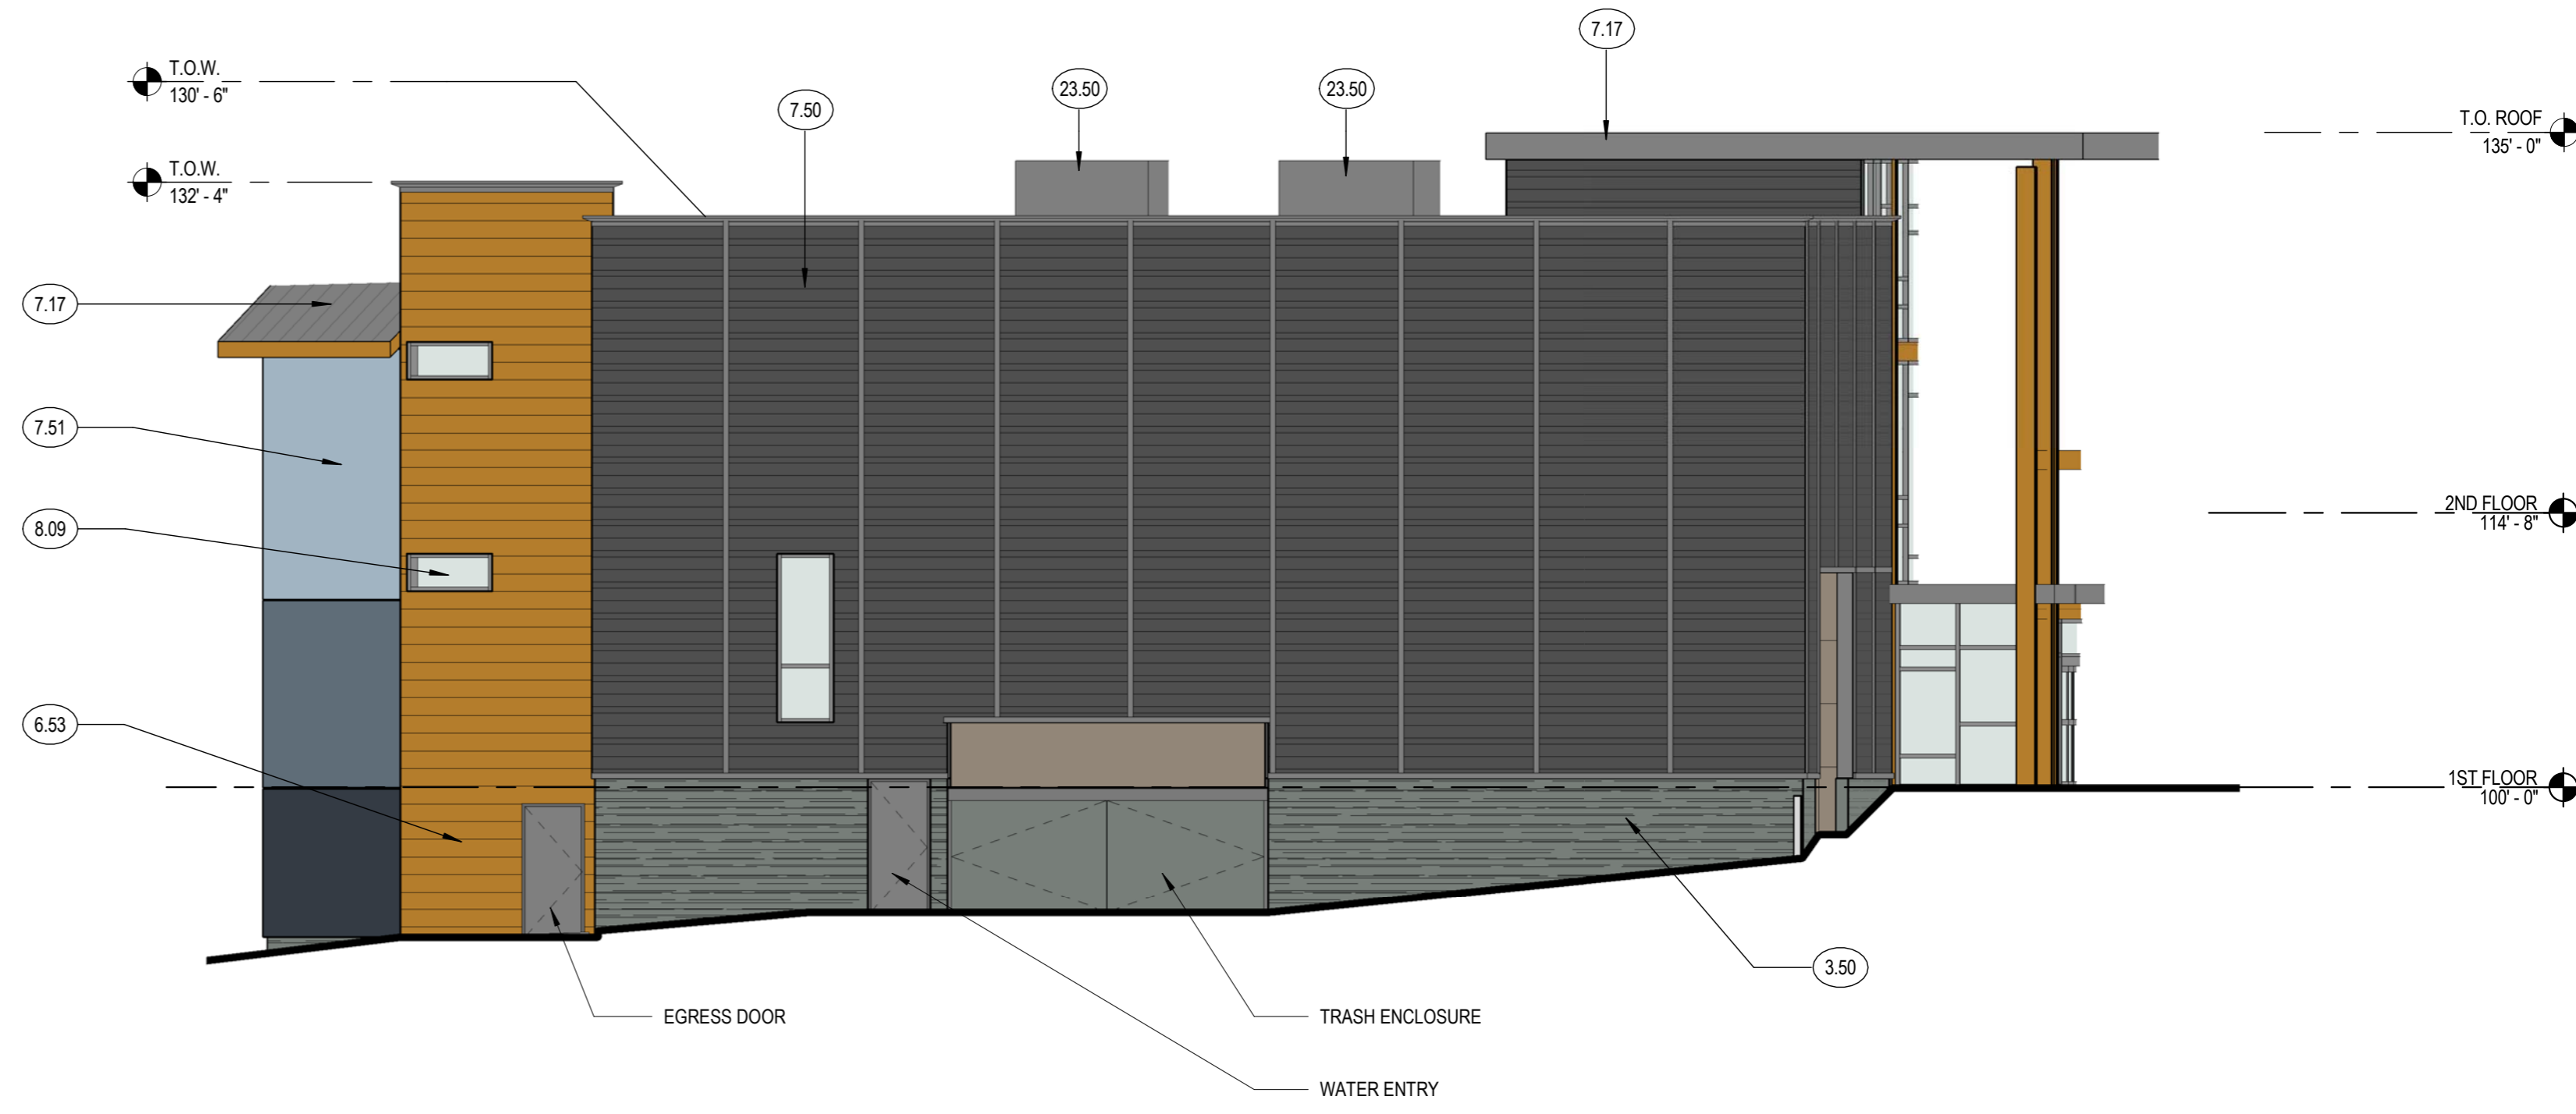 7.17
T.O.W.
130' - 6"
23.50
23.50
7.50
T.O. ROOF
135' - 0"
T.O.W.
132' - 4"
7.17
7.51
2ND FLOOR
114' - 8"
8.09
6.53
1ST FLOOR
100' - 0"
3.50
EGRESS DOOR
TRASH ENCLOSURE
WATER ENTRY